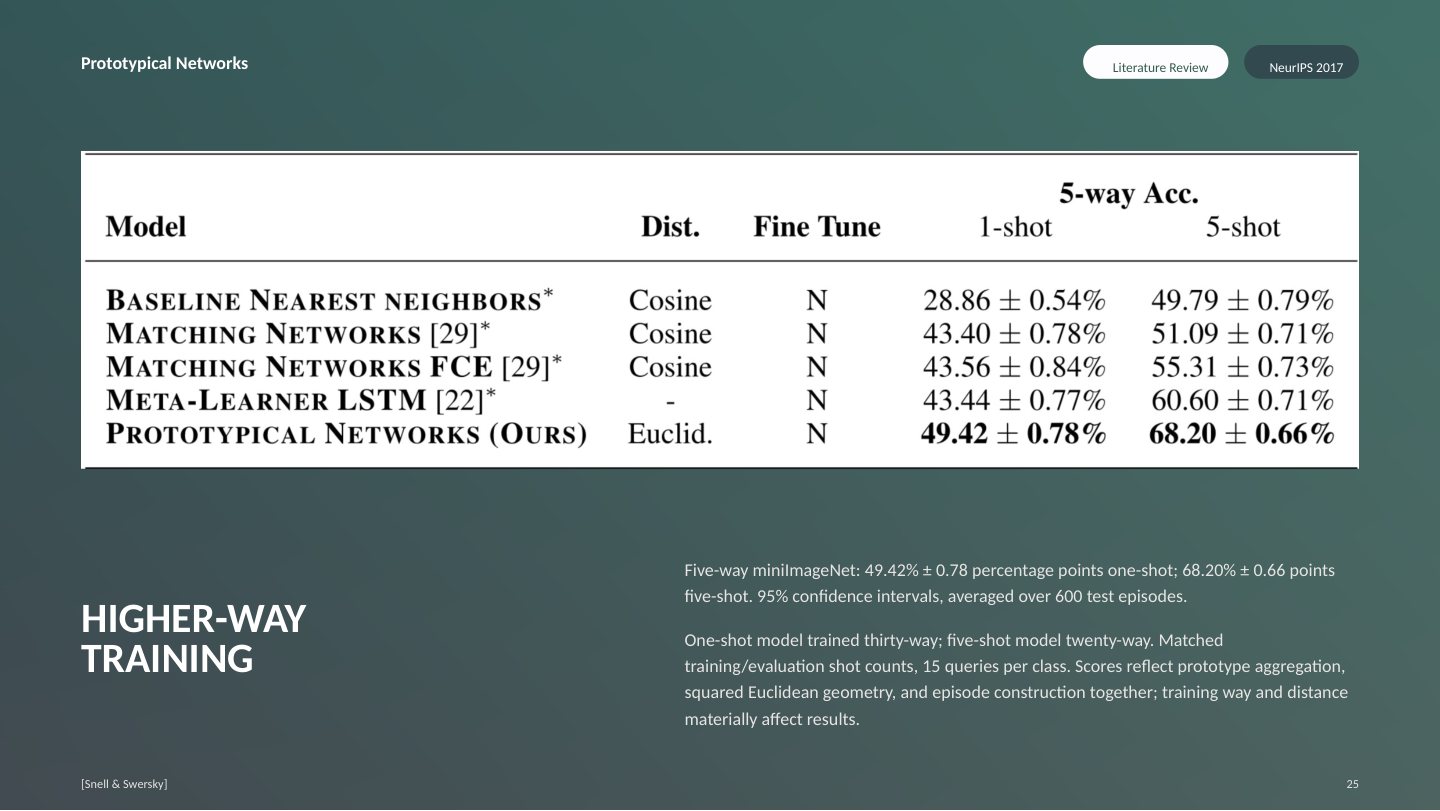 Prototypical Networks
Literature Review
NeurIPS 2017
5-way Acc.
Model Dist. Fine Tune 1-shot 5-shot
BASELINE NEAREST NEIGHBORS* Cosine N 28.86 ± 0.54% 49.79 ± 0.79%
MATCHING NETWORKS [29]* Cosine N 43.40 ± 0.78% 51.09 ± 0.71%
MATCHING NETWORKS FCE [29]* Cosine N 43.56 ± 0.84% 55.31 ± 0.73%
META-LEARNER LSTM [22]* - N 43.44 ± 0.77% 60.60 ± 0.71%
PROTOTYPICAL NETWORKS (OURS) Euclid. N 49.42 ± 0.78% 68.20 ± 0.66%
HIGHER-WAY
TRAINING
Five-way miniImageNet: 49.42% ± 0.78 percentage points one-shot; 68.20% ± 0.66 points
five-shot. 95% confidence intervals, averaged over 600 test episodes.
One-shot model trained thirty-way; five-shot model twenty-way. Matched
training/evaluation shot counts, 15 queries per class. Scores reflect prototype aggregation,
squared Euclidean geometry, and episode construction together; training way and distance
materially affect results.
[Snell & Swersky]
25